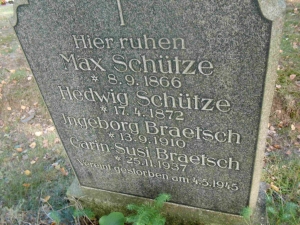 Hier ruhen
Max Schütze
* 8.9.1866
Hedwig Schütze
* 17.4.1872
Ingeborg Braetsch
* 13.9.1910
Carin-Susi Braetsch
* 25.11.1937
Vereint gestorben am 4.5.1945